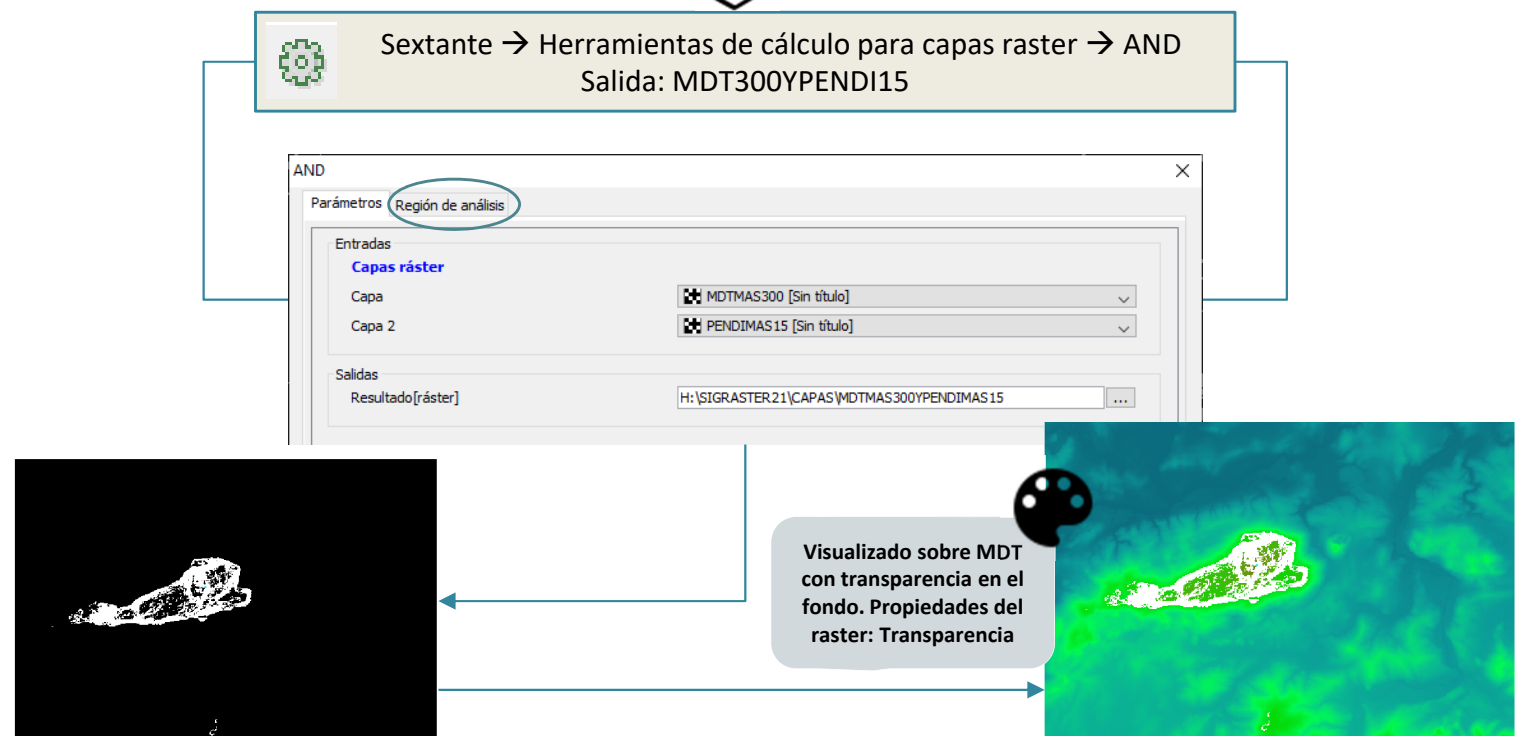 Sextante → Herramientas de cálculo para capas raster → AND
Salida: MDT300YPENDI15
AND
Parámetros Región de análisis
Entradas
Capas ráster
Capa MDTMAS300 [Sin título]
Capa 2 PENDIMAS15 [Sin título]
Salidas
Resultado[ráster] H:\SIGRASTER21\CAPAS\MDTMAS300YPENDIMAS15 ...
Visualizado sobre MDT
con transparencia en el
fondo. Propiedades del
raster: Transparencia